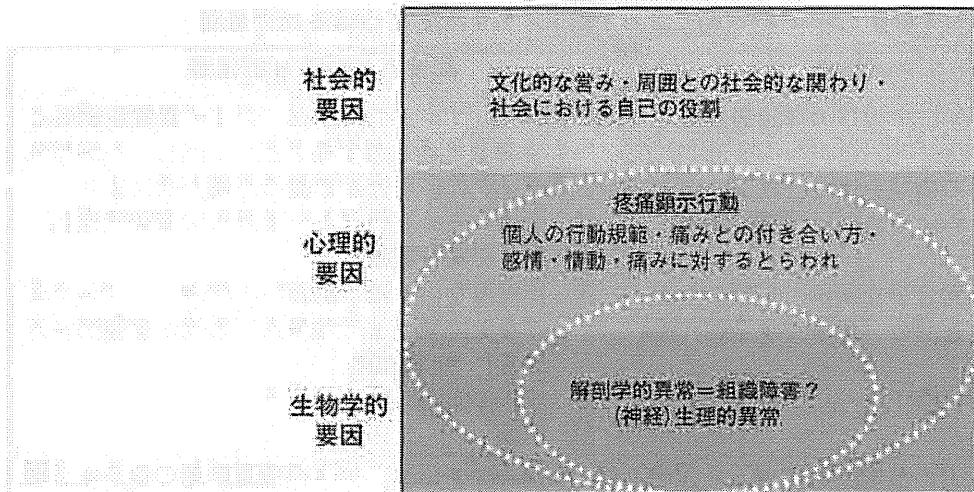 社会的
要因
文化的な営み・周囲との社会的な関わり・
社会における自己の役割
心理的
要因
疼痛顕示行動
個人の行動規範・痛みとの付き合い方・
感情・情動・痛みに対するとらわれ
生物学的
要因
解剖学的異常＝組織障害？
(神経)生理的異常